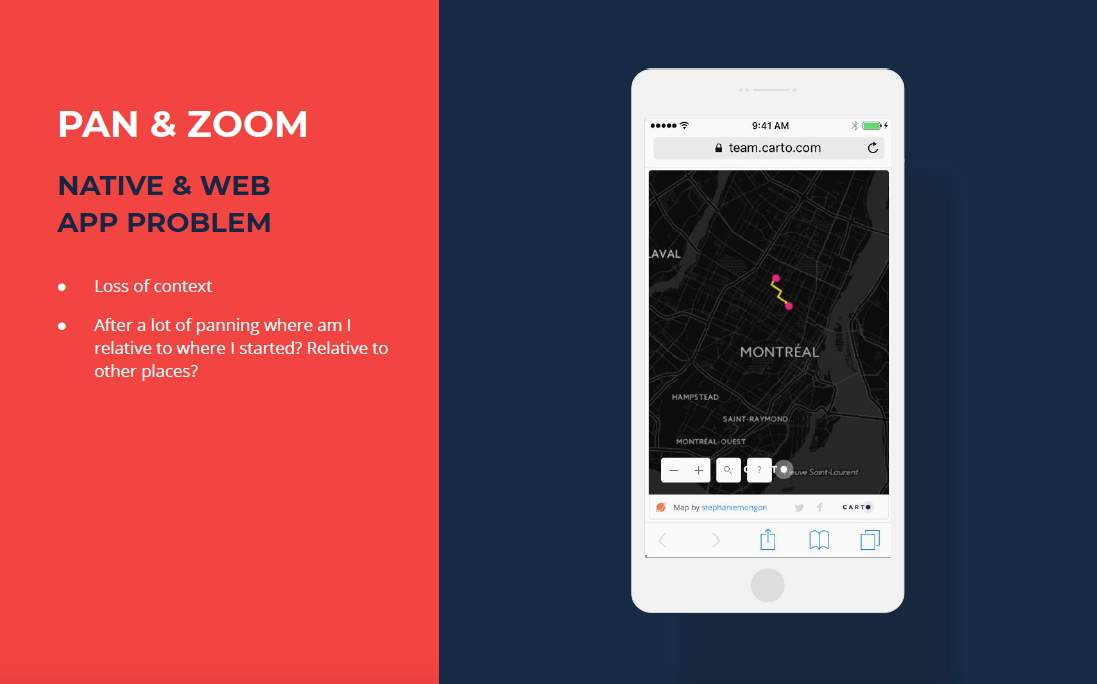 PAN & ZOOM
NATIVE & WEB
APP PROBLEM
● Loss of context
● After a lot of panning where am I
relative to where I started? Relative to
other places?
9:41 AM
team.carto.com
LAVAL
MONTRÉAL
HAMPSTEAD
SAINT-RAYMOND
MONTRÉAL-OUEST
− + ?
euve Saint-Laurent
Map by stephaniemongon
CARTO